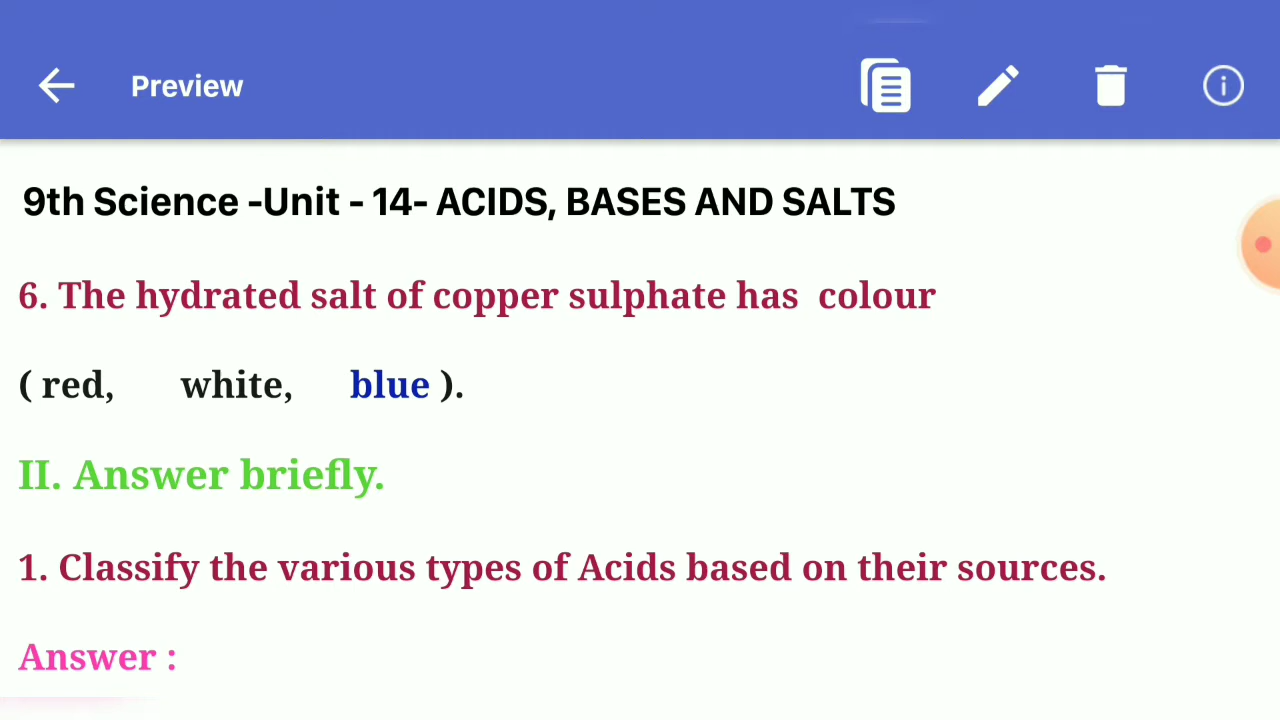 Preview
9th Science -Unit - 14- ACIDS, BASES AND SALTS
6. The hydrated salt of copper sulphate has colour
( red, white, blue ).
II. Answer briefly.
1. Classify the various types of Acids based on their sources.
Answer :